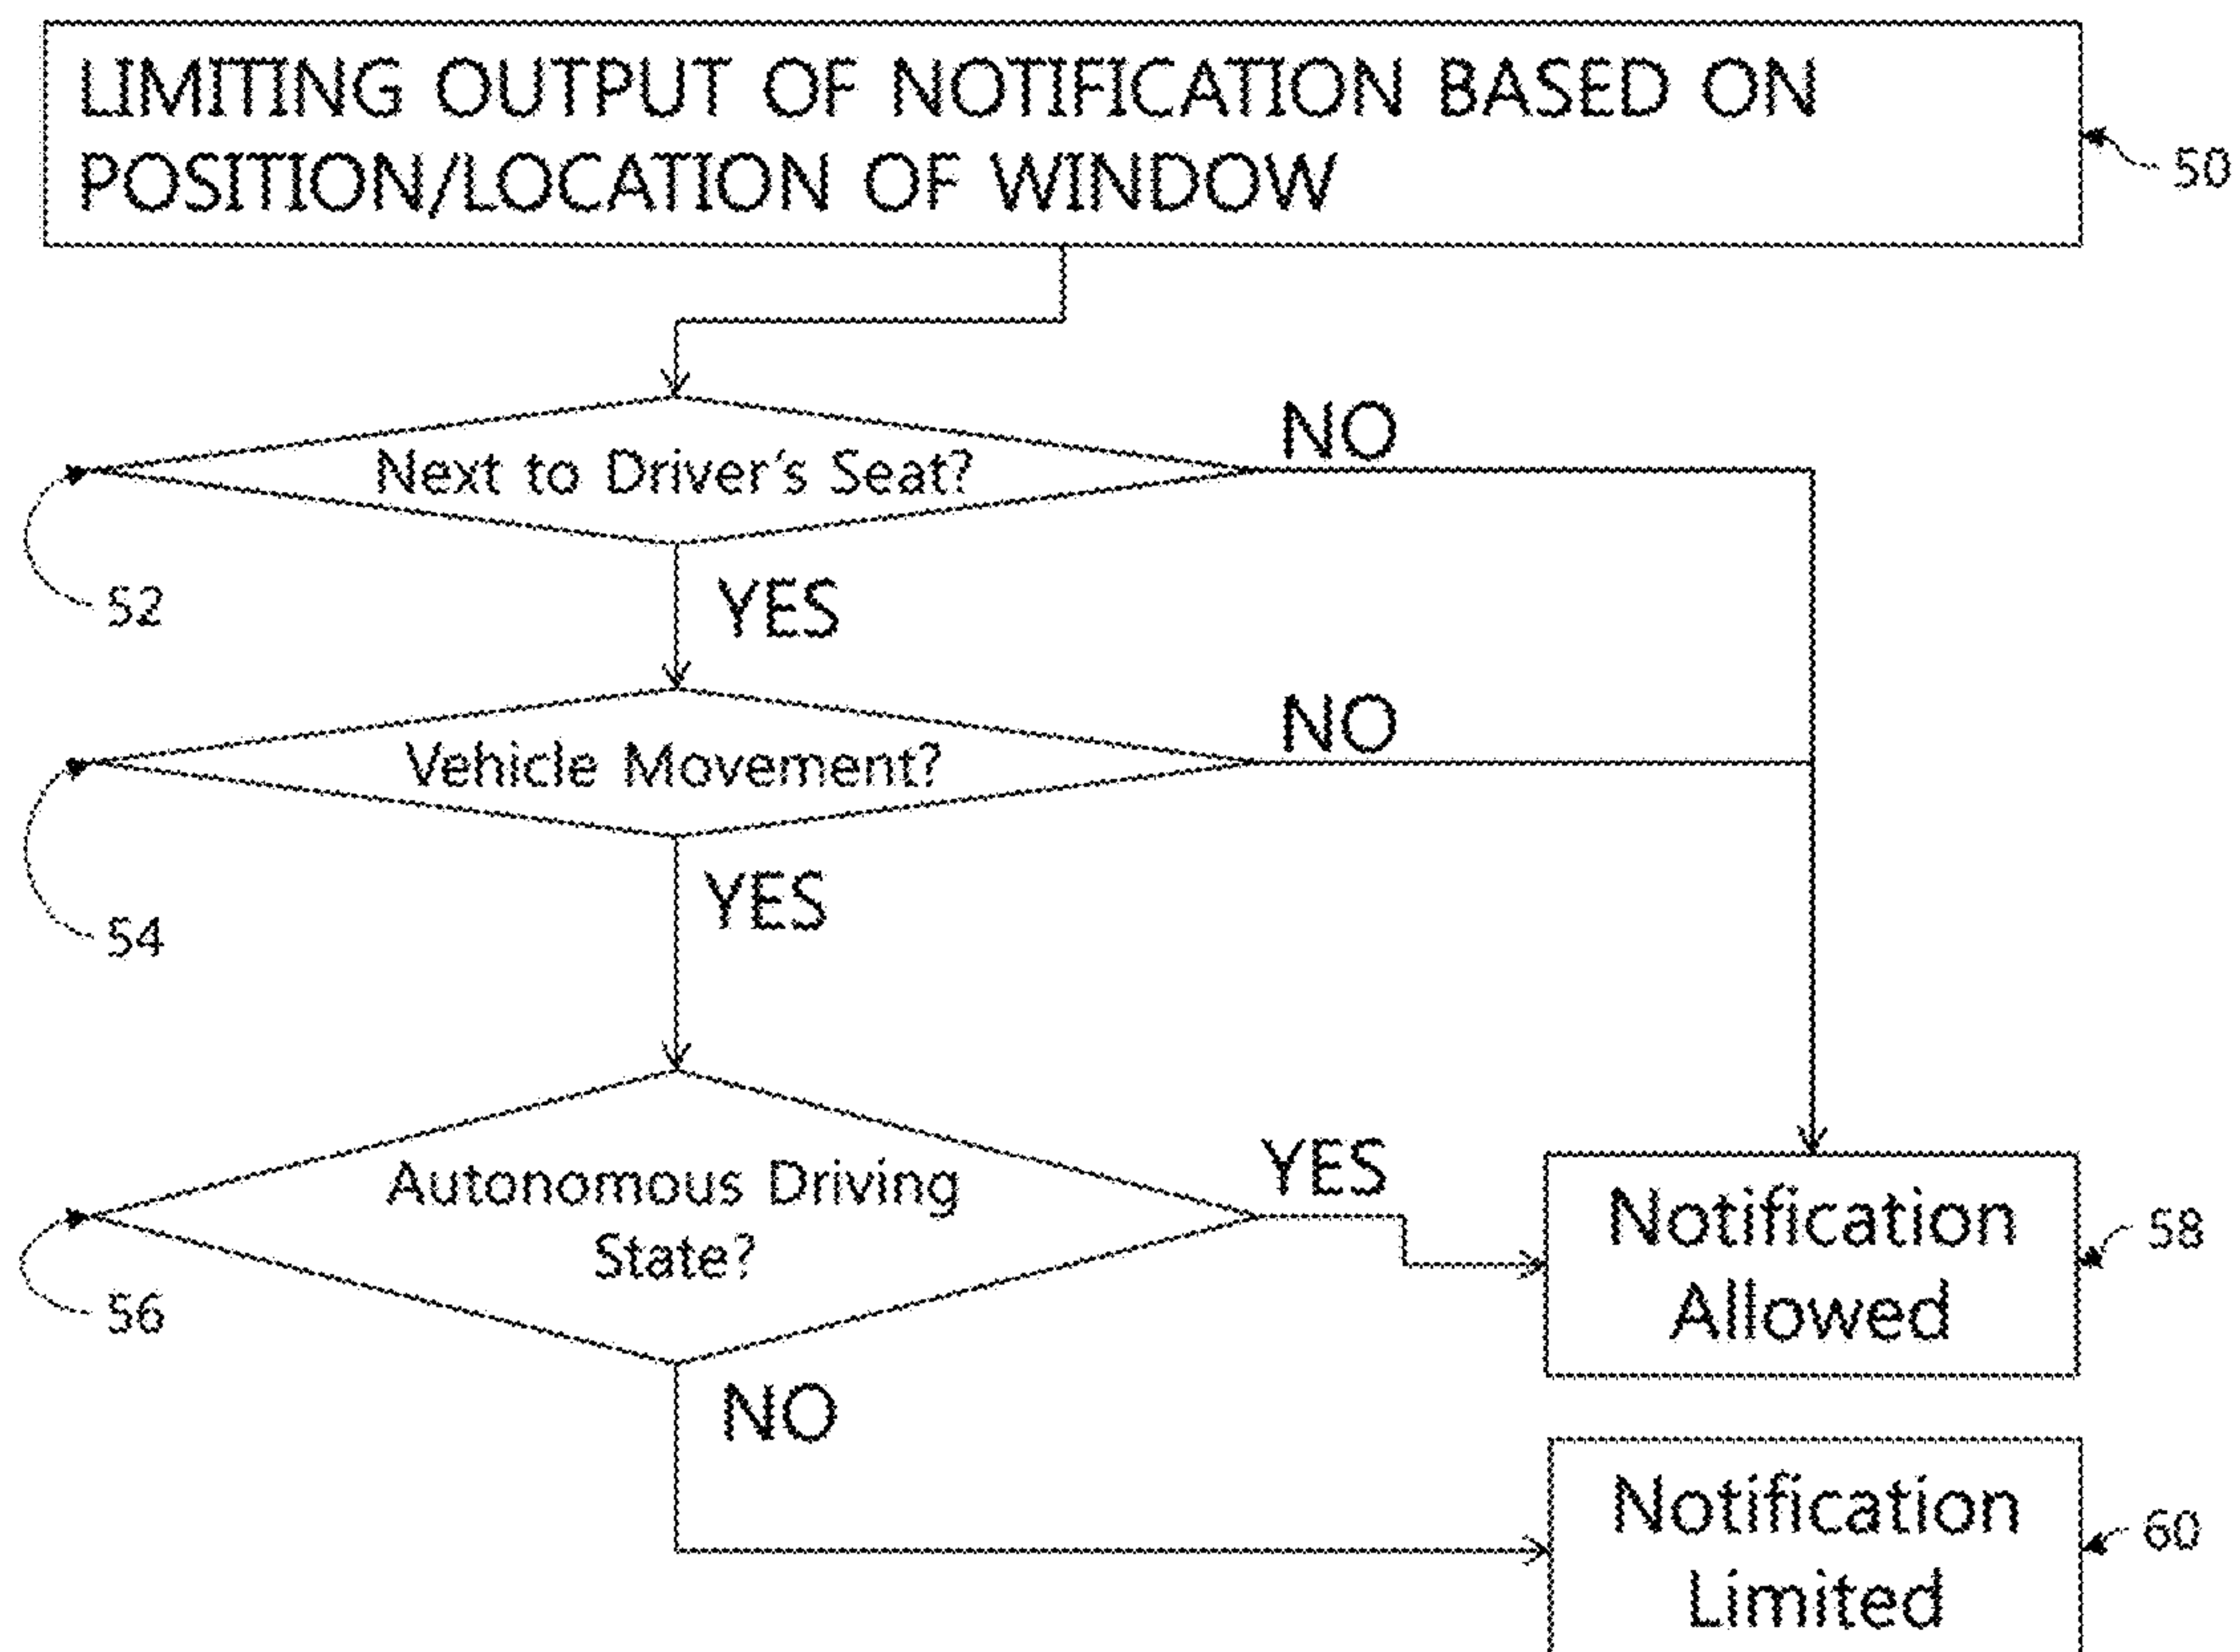 LIMITING OUTPUT OF NOTIFICATION BASED ON
POSITION/LOCATION OF WINDOW
50
NO
Next to Driver's Seat?
52
YES
NO
Vehicle Movement?
YES
54
YES
Autonomous Driving
State?
56
Notification
Allowed
58
NO
Notification
Limited
60